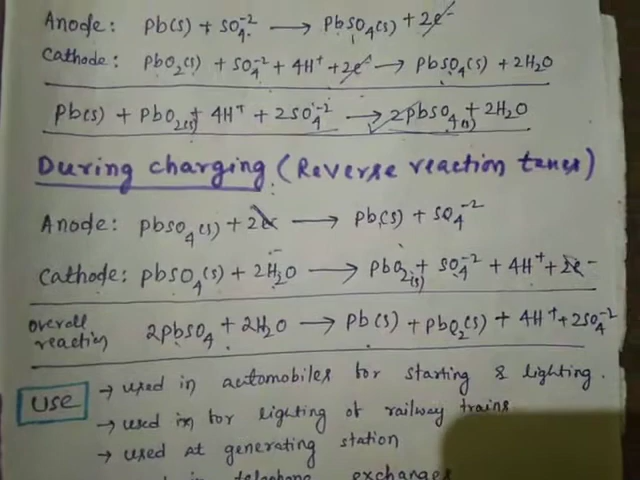 Anode: Pb(s) + SO₄⁻² ⟶ PbSO₄(s) + 2e⁻
Cathode: PbO₂(s) + SO₄⁻² + 4H⁺ + 2e⁻ ⟶ PbSO₄(s) + 2H₂O
Pb(s) + PbO₂(s) + 4H⁺ + 2SO₄⁻² ⟶ 2PbSO₄(s) + 2H₂O
During charging (Reverse reaction takes)
Anode: PbSO₄(s) + 2e ⟶ Pb(s) + SO₄⁻²
Cathode: PbSO₄(s) + 2H₂O ⟶ PbO₂(s) + SO₄⁻² + 4H⁺ + 2e⁻
overall reaction 2PbSO₄ + 2H₂O ⟶ Pb(s) + PbO₂(s) + 4H⁺ + 2SO₄⁻²
Use → used in automobiles for starting & lighting.
→ used in for lighting of railway trains
→ used at generating station
in telephone exchanges